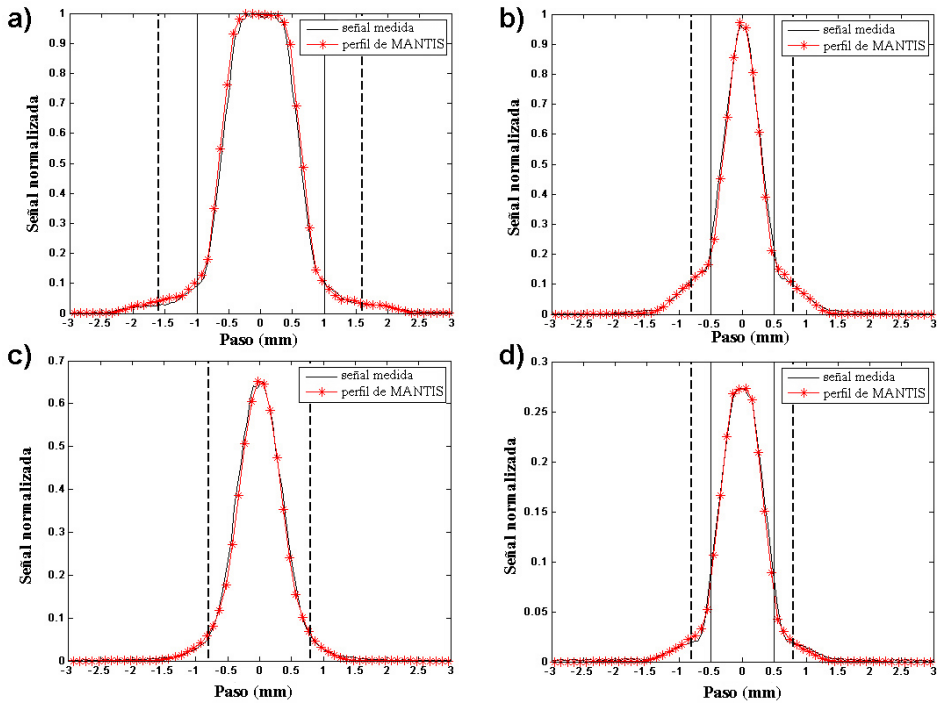 a)
señal medida
perfil de MANTIS
Señal normalizada
1
0.9
0.8
0.7
0.6
0.5
0.4
0.3
0.2
0.1
0
-3 -2.5 -2 -1.5 -1 -0.5 0 0.5 1 1.5 2 2.5 3
Paso (mm)
b)
señal medida
perfil de MANTIS
Señal normalizada
1
0.9
0.8
0.7
0.6
0.5
0.4
0.3
0.2
0.1
0
-3 -2.5 -2 -1.5 -1 -0.5 0 0.5 1 1.5 2 2.5 3
Paso (mm)
c)
señal medida
perfil de MANTIS
Señal normalizada
0.7
0.6
0.5
0.4
0.3
0.2
0.1
0
-3 -2.5 -2 -1.5 -1 -0.5 0 0.5 1 1.5 2 2.5 3
Paso (mm)
d)
señal medida
perfil de MANTIS
Señal normalizada
0.3
0.25
0.2
0.15
0.1
0.05
0
-3 -2.5 -2 -1.5 -1 -0.5 0 0.5 1 1.5 2 2.5 3
Paso (mm)